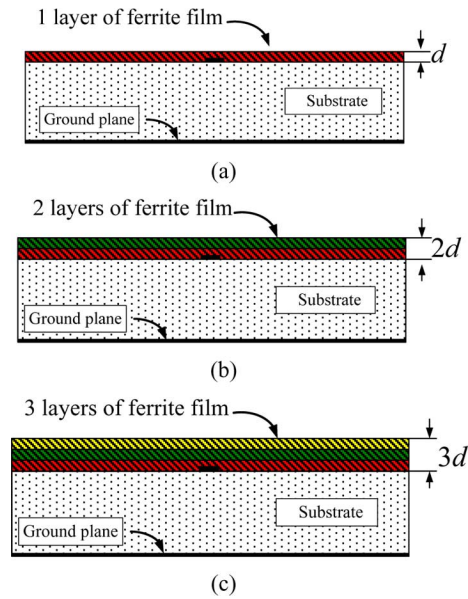 1 layer of ferrite film
d
Substrate
Ground plane
(a)
2 layers of ferrite film
2d
Substrate
Ground plane
(b)
3 layers of ferrite film
3d
Substrate
Ground plane
(c)